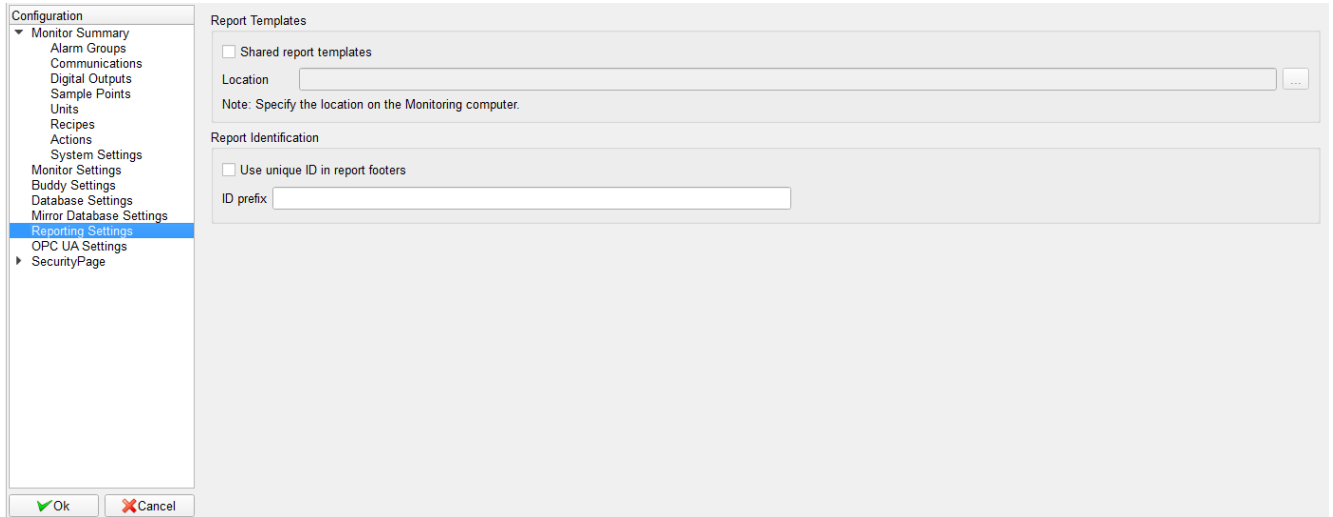 Configuration
Monitor Summary
Alarm Groups
Communications
Digital Outputs
Sample Points
Units
Recipes
Actions
System Settings
Monitor Settings
Buddy Settings
Database Settings
Mirror Database Settings
Reporting Settings
OPC UA Settings
SecurityPage
Ok
Cancel
Report Templates
Shared report templates
Location
...
Note: Specify the location on the Monitoring computer.
Report Identification
Use unique ID in report footers
ID prefix